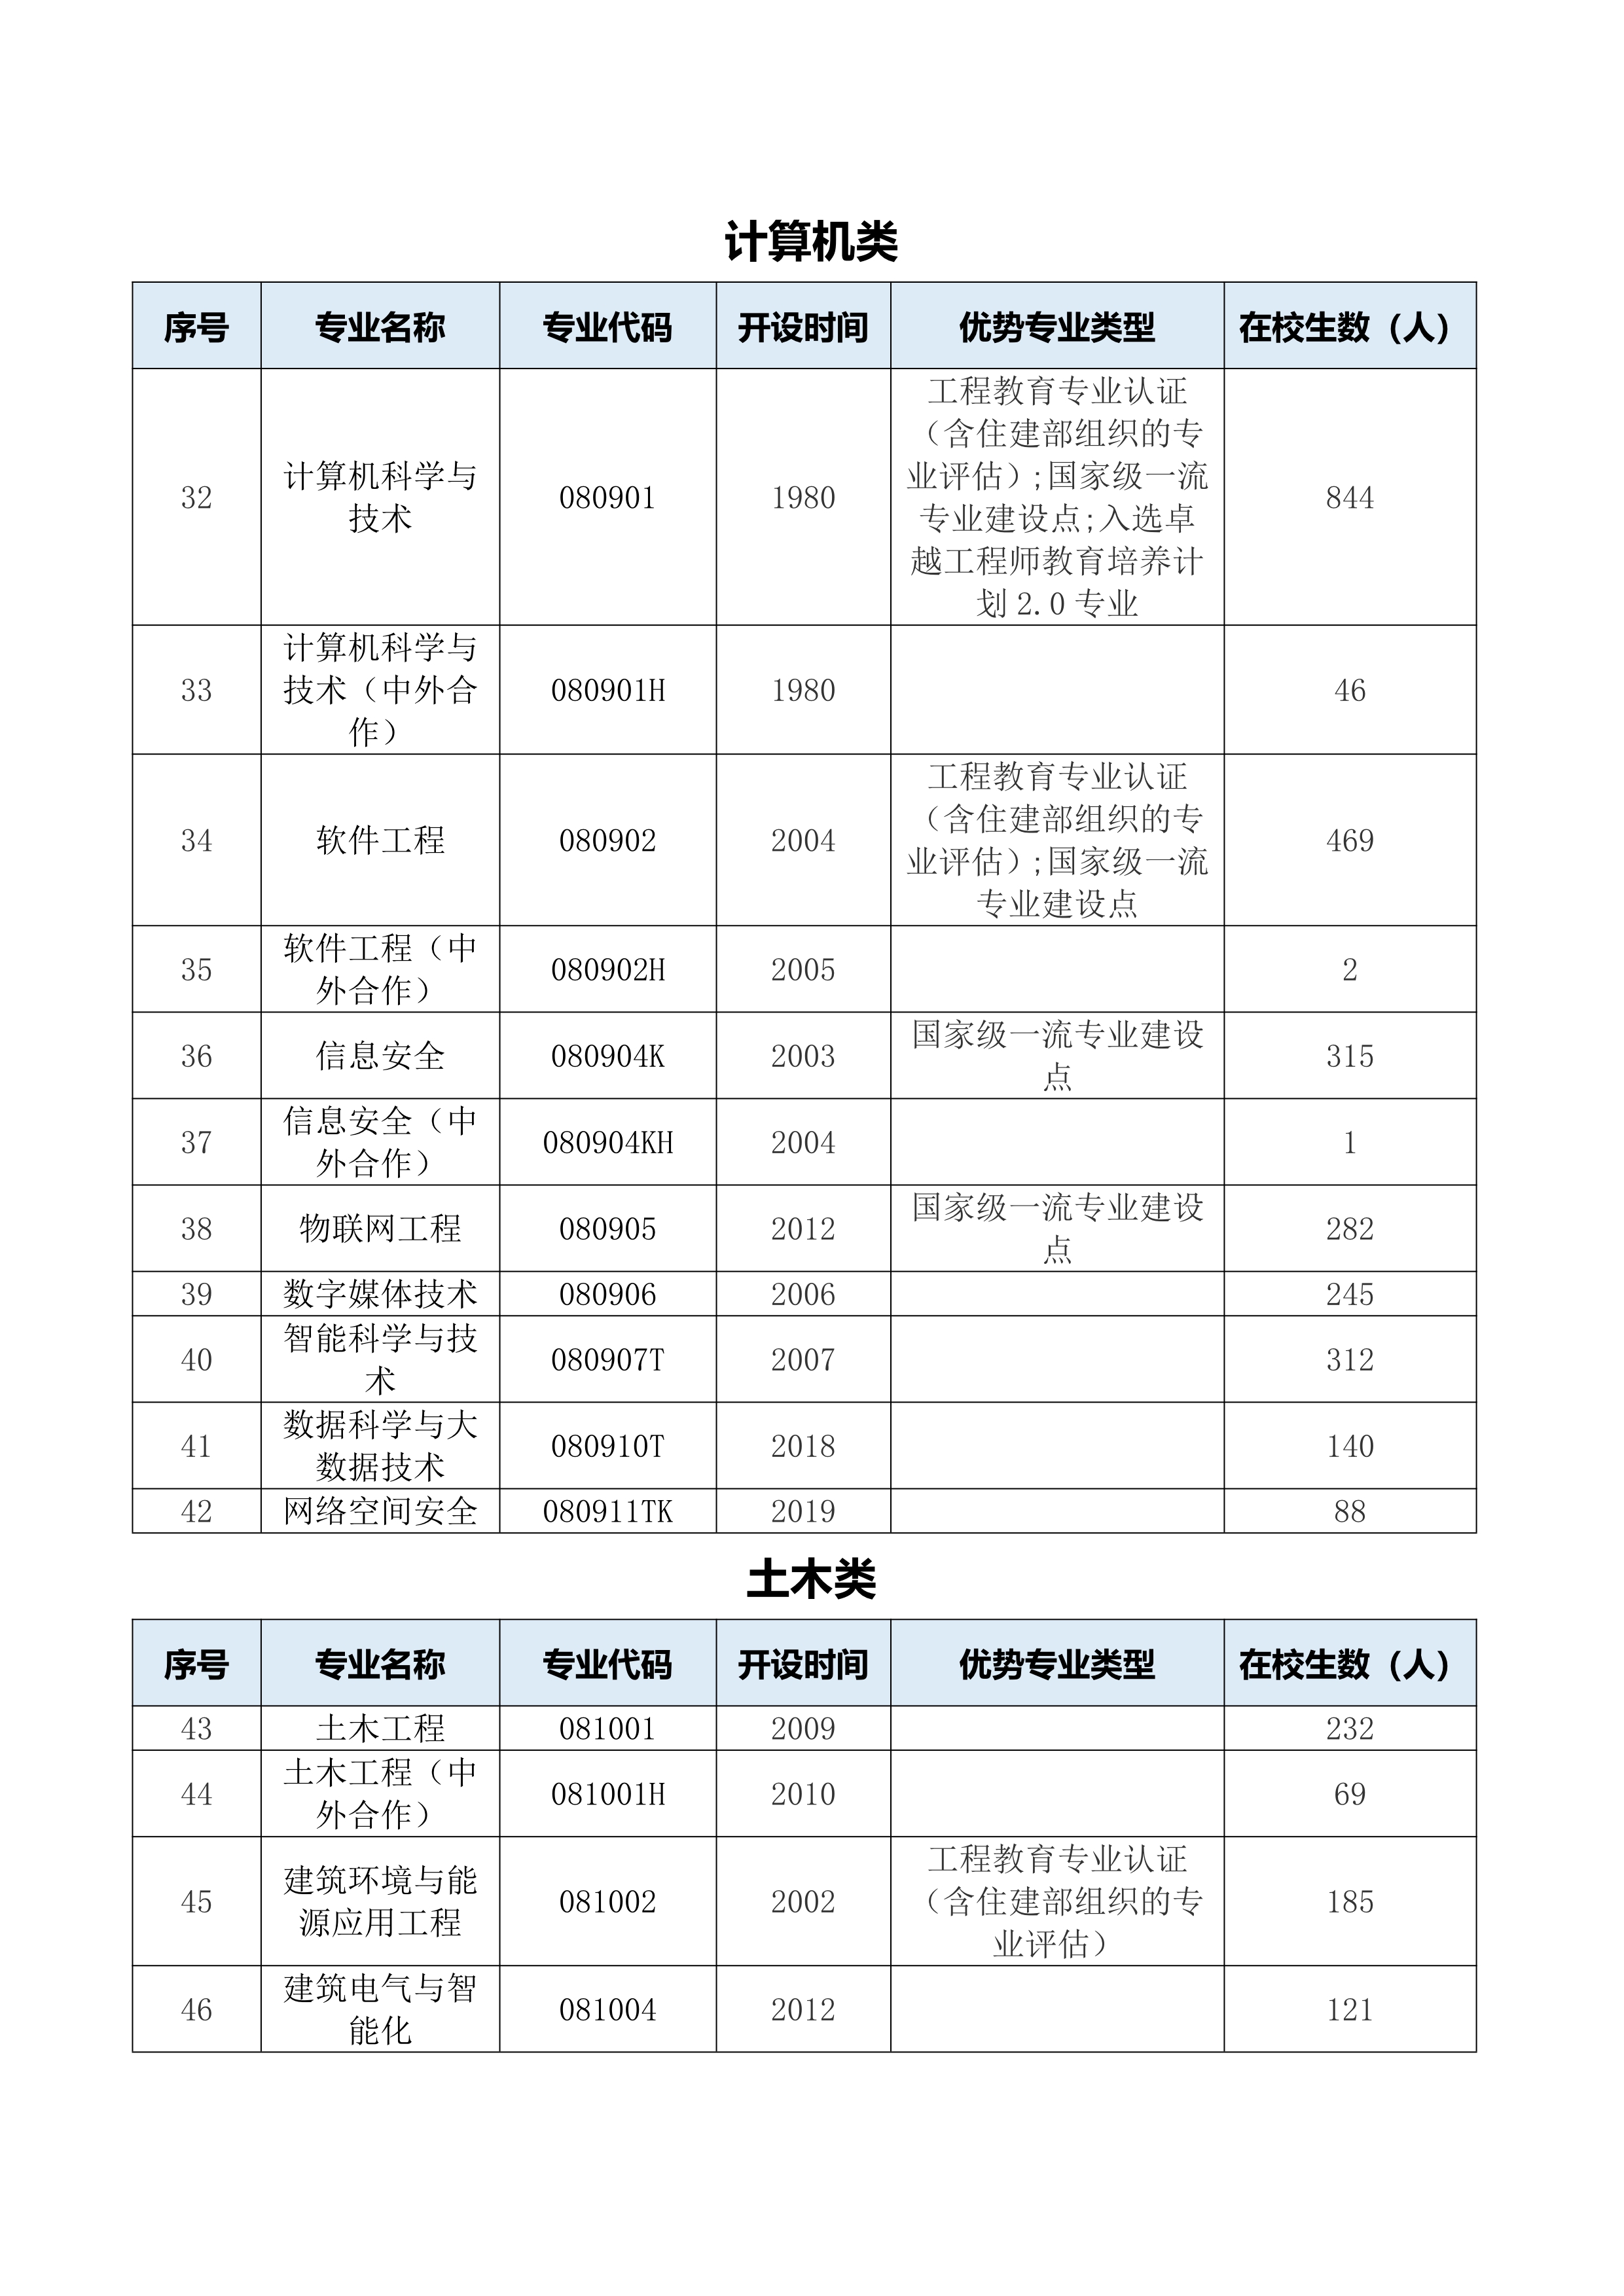 计算机类
序号 专业名称 专业代码 开设时间 优势专业类型 在校生数（人）
32 计算机科学与
技术 080901 1980 工程教育专业认证
（含住建部组织的专
业评估）;国家级一流
专业建设点;入选卓
越工程师教育培养计
划 2.0 专业 844
33 计算机科学与
技术（中外合
作） 080901H 1980 46
34 软件工程 080902 2004 工程教育专业认证
（含住建部组织的专
业评估）;国家级一流
专业建设点 469
35 软件工程（中
外合作） 080902H 2005 2
36 信息安全 080904K 2003 国家级一流专业建设
点 315
37 信息安全（中
外合作） 080904KH 2004 1
38 物联网工程 080905 2012 国家级一流专业建设
点 282
39 数字媒体技术 080906 2006 245
40 智能科学与技
术 080907T 2007 312
41 数据科学与大
数据技术 080910T 2018 140
42 网络空间安全 080911TK 2019 88
土木类
序号 专业名称 专业代码 开设时间 优势专业类型 在校生数（人）
43 土木工程 081001 2009 232
44 土木工程（中
外合作） 081001H 2010 69
45 建筑环境与能
源应用工程 081002 2002 工程教育专业认证
（含住建部组织的专
业评估） 185
46 建筑电气与智
能化 081004 2012 121